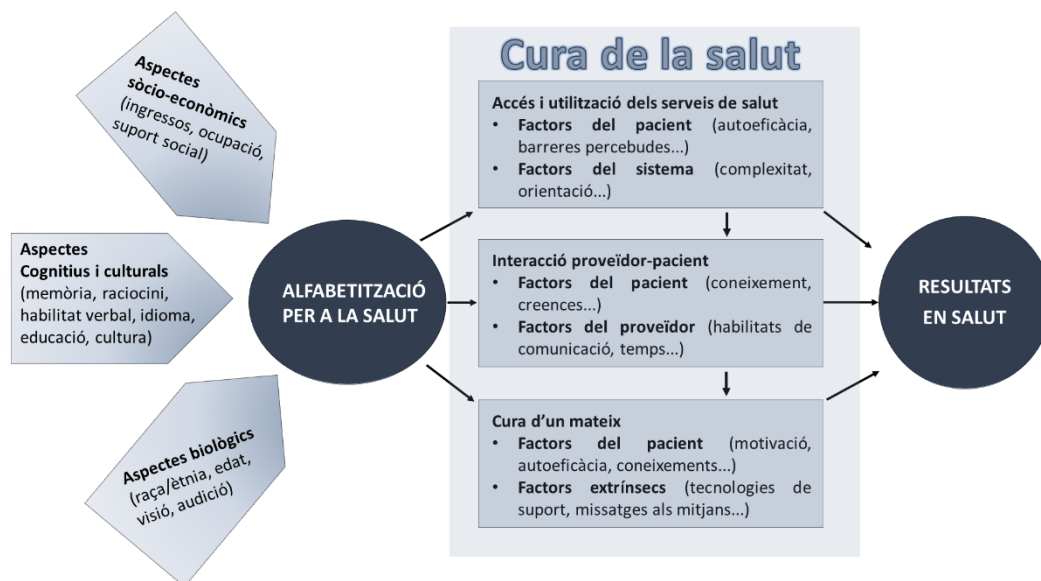 Aspectes
sòcio-econòmics
(ingressos, ocupació,
suport social)
Aspectes
Cognitius i culturals
(memòria, raciocini,
habilitat verbal, idioma,
educació, cultura)
Aspectes biològics
(raça/ètnia, edat,
visió, audició)
ALFABETITZACIÓ
PER A LA SALUT
Cura de la salut
Accés i utilització dels serveis de salut
• Factors del pacient (autoeficàcia,
barreres percebudes...)
• Factors del sistema (complexitat,
orientació...)
Interacció proveïdor-pacient
• Factors del pacient (coneixement,
creences...)
• Factors del proveïdor (habilitats de
comunicació, temps...)
Cura d’un mateix
• Factors del pacient (motivació,
autoeficàcia, coneixements...)
• Factors extrínsecs (tecnologies de
suport, missatges als mitjans...)
RESULTATS
EN SALUT